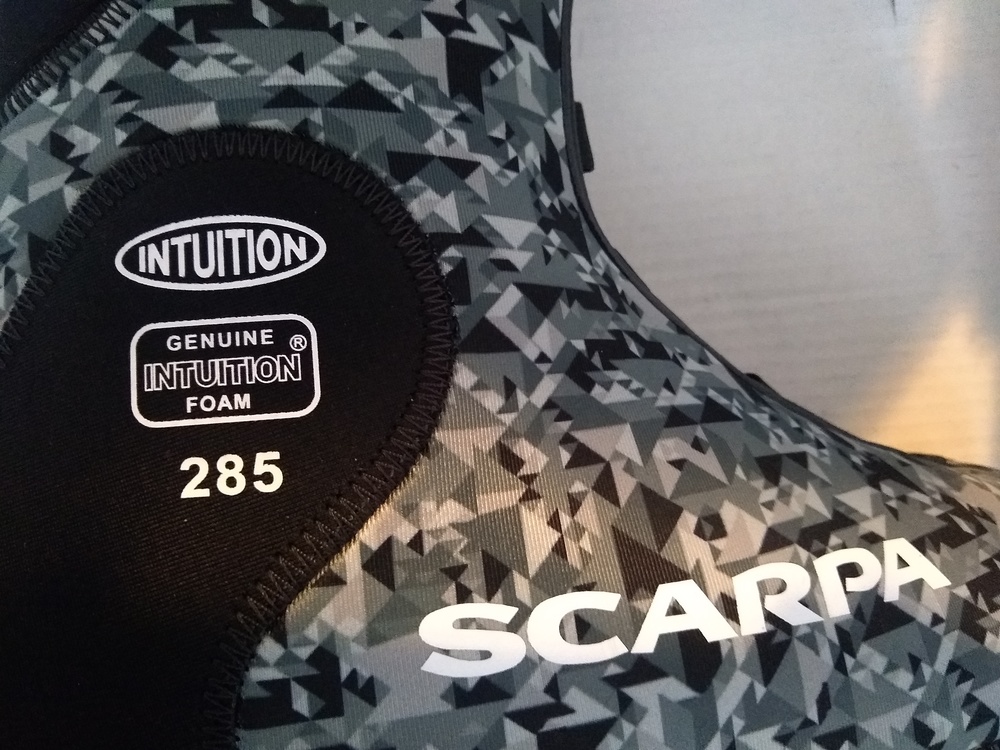 INTUITION
GENUINE
INTUITION®
FOAM
285
SCARPA